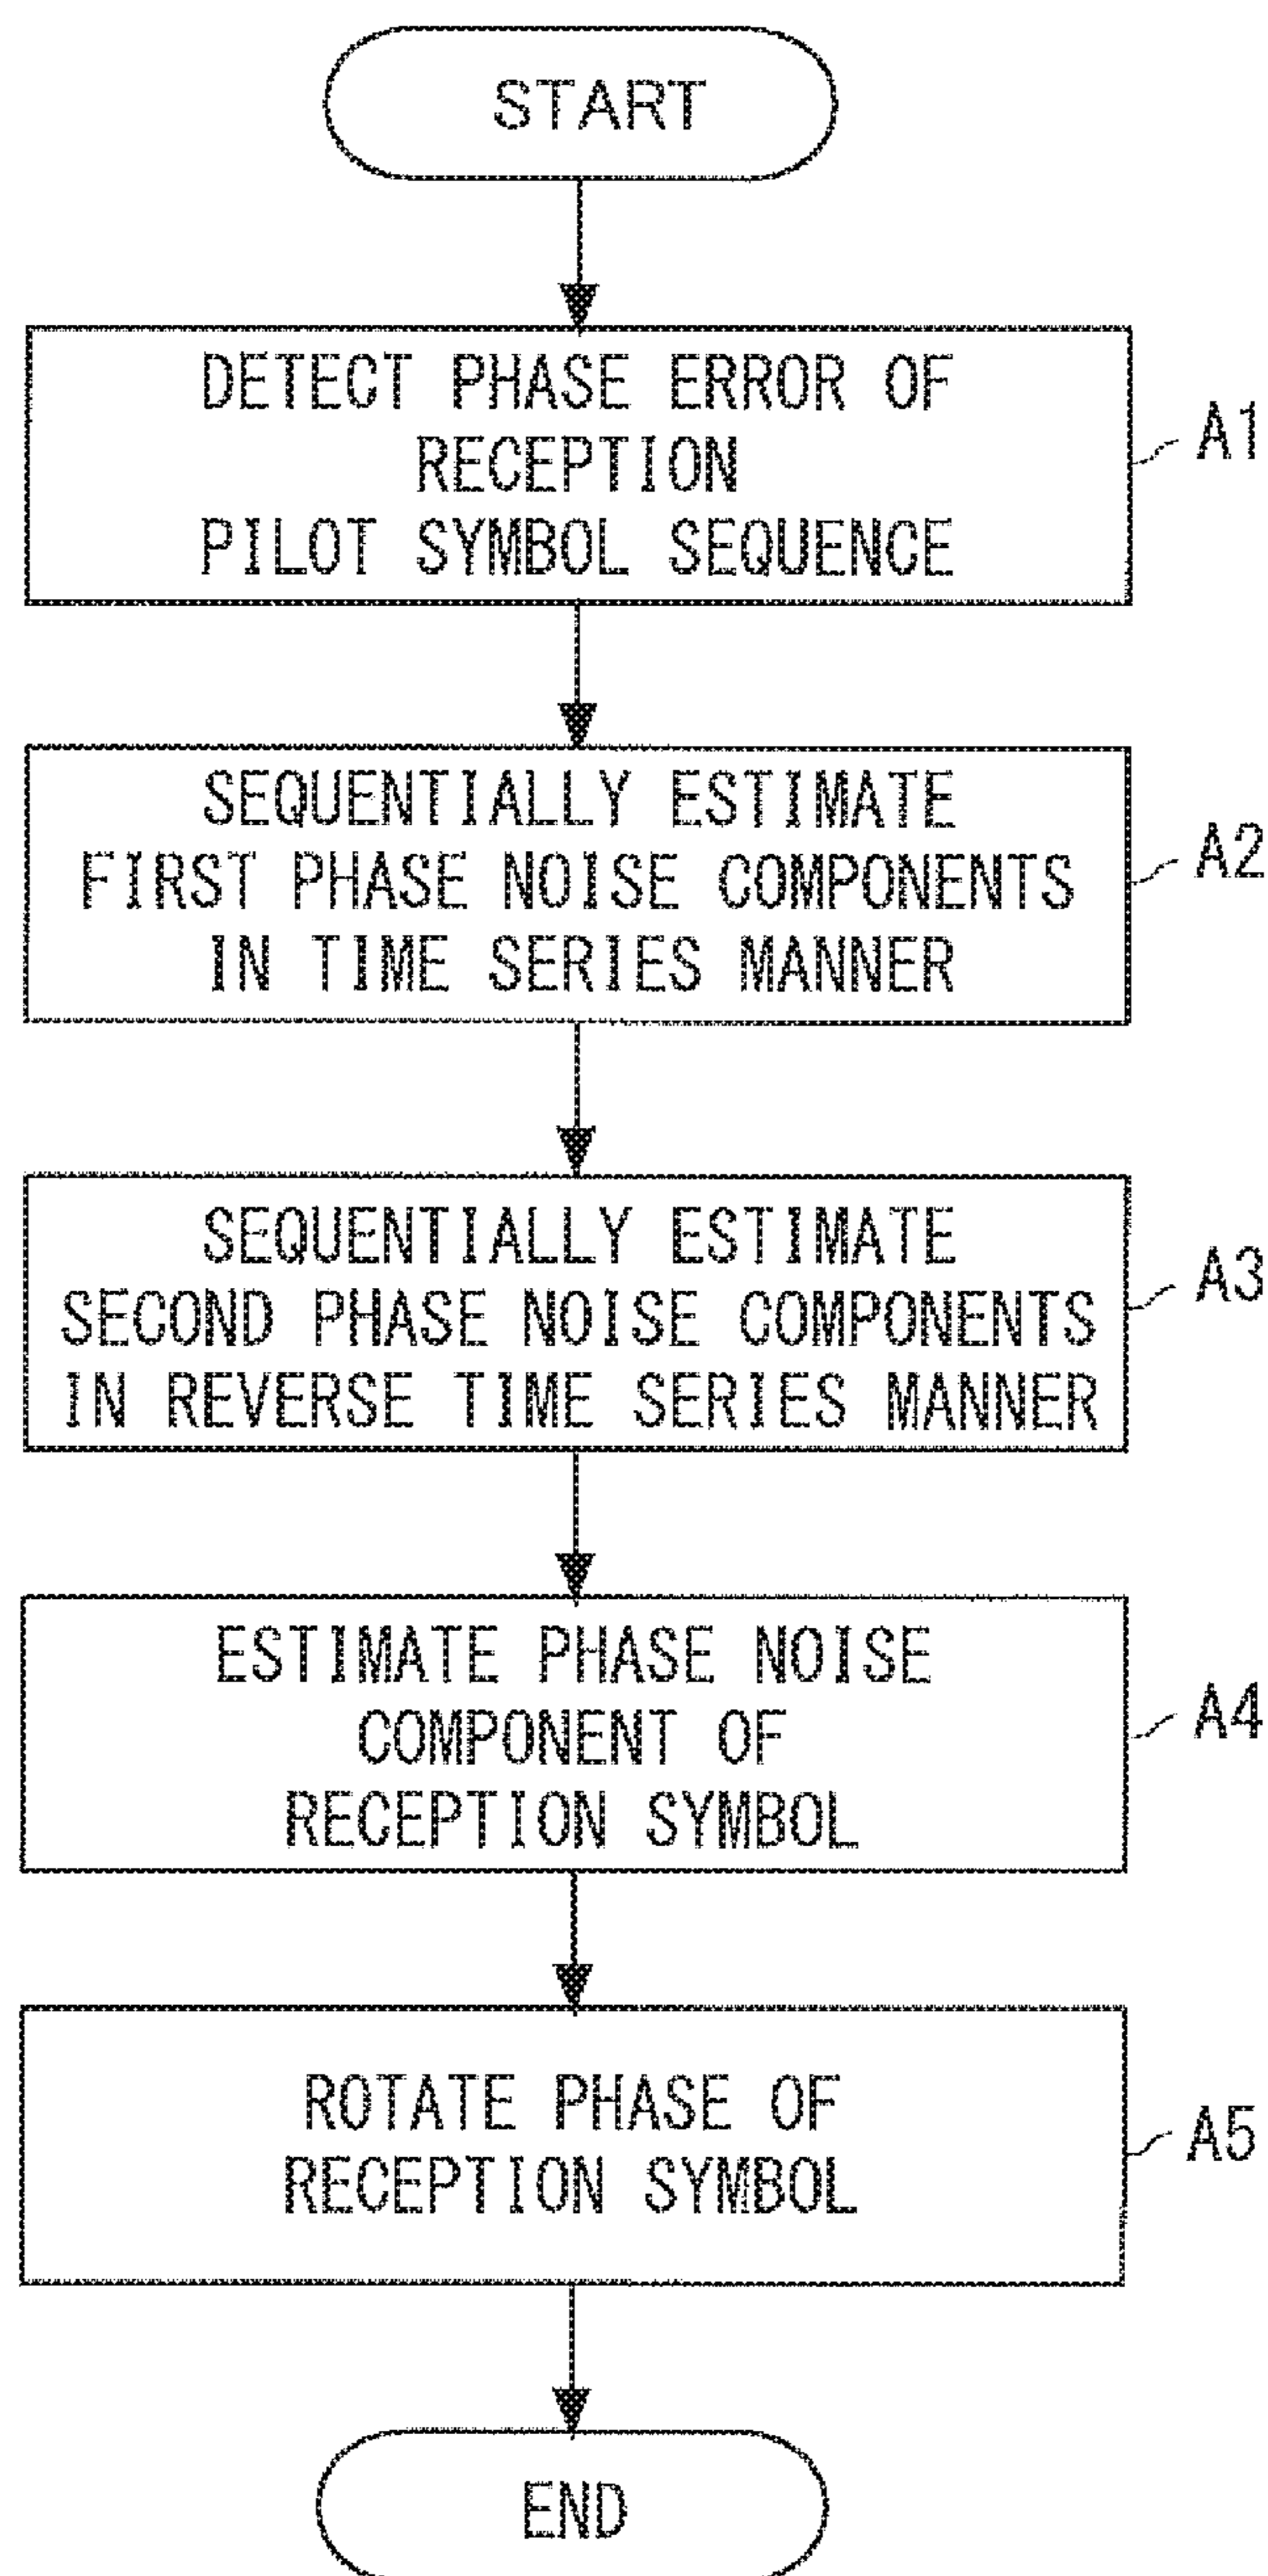 START
DETECT PHASE ERROR OF
RECEPTION
PILOT SYMBOL SEQUENCE
A1
SEQUENTIALLY ESTIMATE
FIRST PHASE NOISE COMPONENTS
IN TIME SERIES MANNER
A2
SEQUENTIALLY ESTIMATE
SECOND PHASE NOISE COMPONENTS
IN REVERSE TIME SERIES MANNER
A3
ESTIMATE PHASE NOISE
COMPONENT OF
RECEPTION SYMBOL
A4
ROTATE PHASE OF
RECEPTION SYMBOL
A5
END